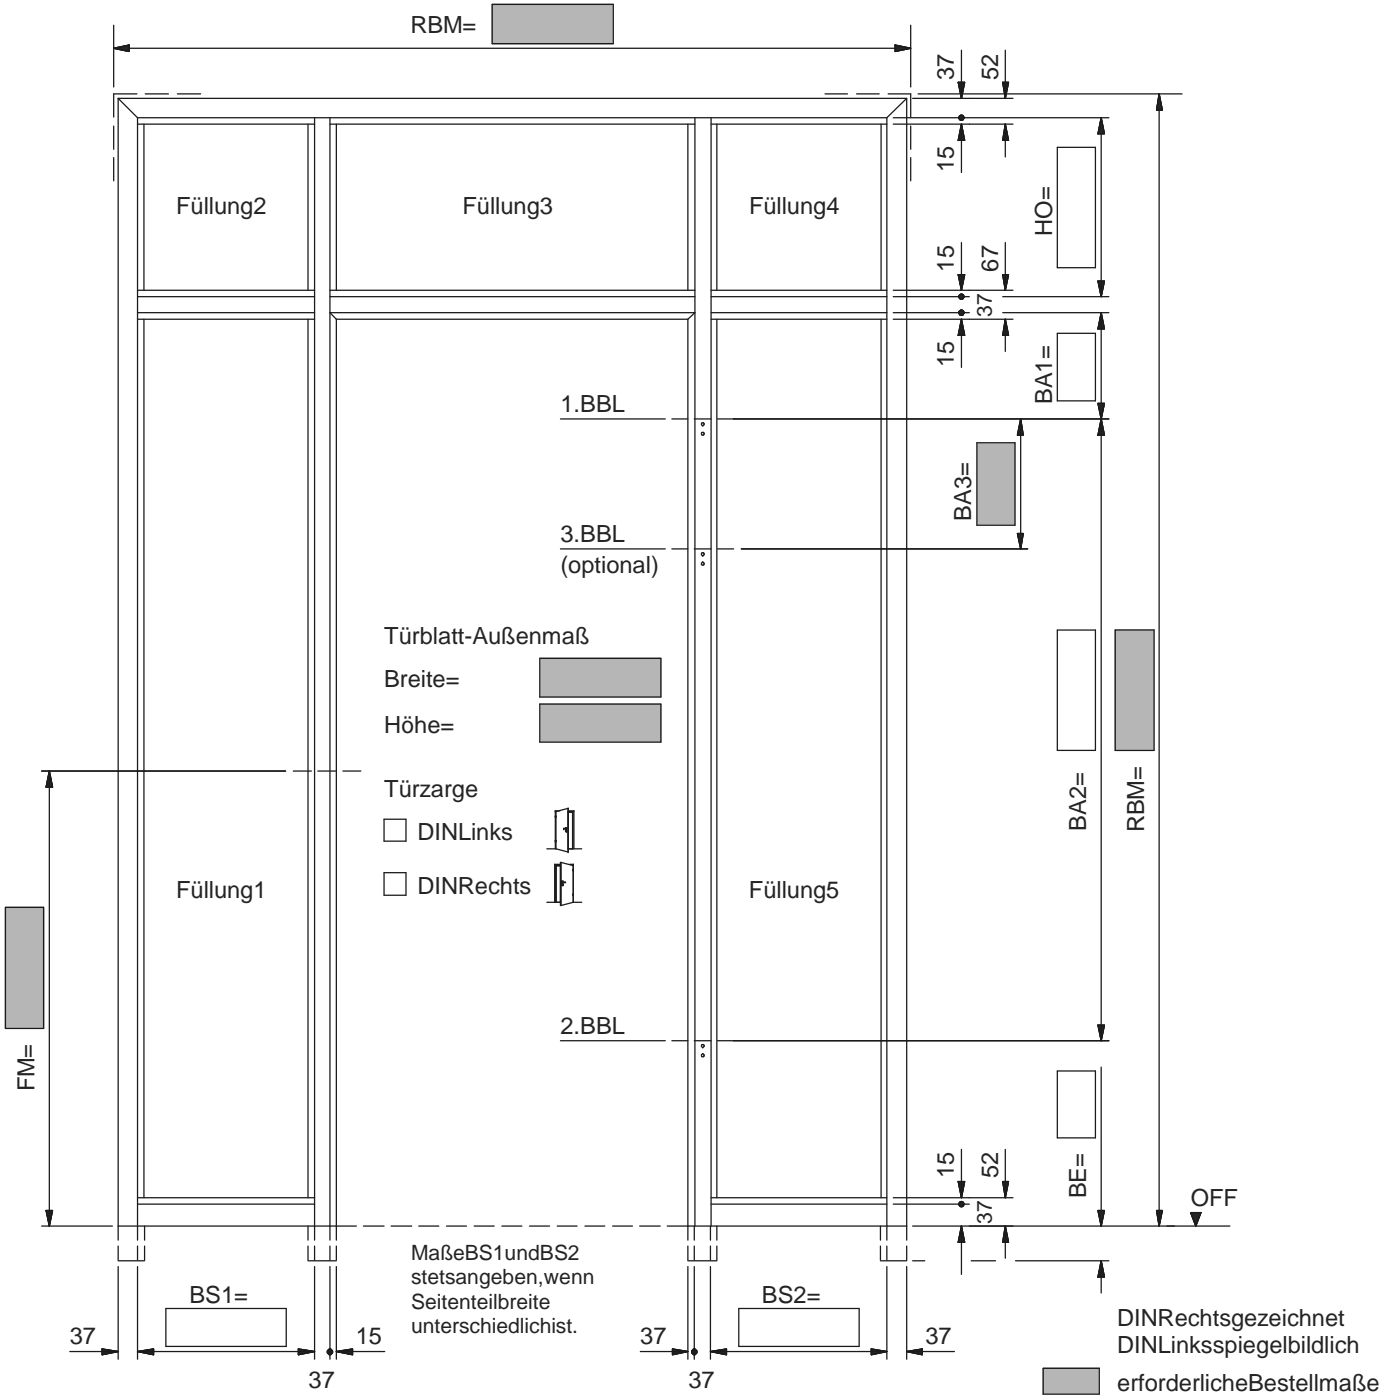 RBM=
37
52
15
HO=
Füllung2
Füllung3
Füllung4
15
67
37
15
BA1=
1.BBL
BA3=
3.BBL
(optional)
Türblatt-Außenmaß
Breite=
Höhe=
BA2=
RBM=
Türzarge
DINLinks
DINRechts
Füllung1
Füllung5
FM=
2.BBL
15
52
37
BE=
OFF
MaßeBS1undBS2
stetsangeben,wenn
Seitenteilbreite
unterschiedlichist.
BS1=
BS2=
37
15
37
37
37
37
DINRechtsgezeichnet
DINLinksspiegelbildlich
erforderlicheBestellmaße